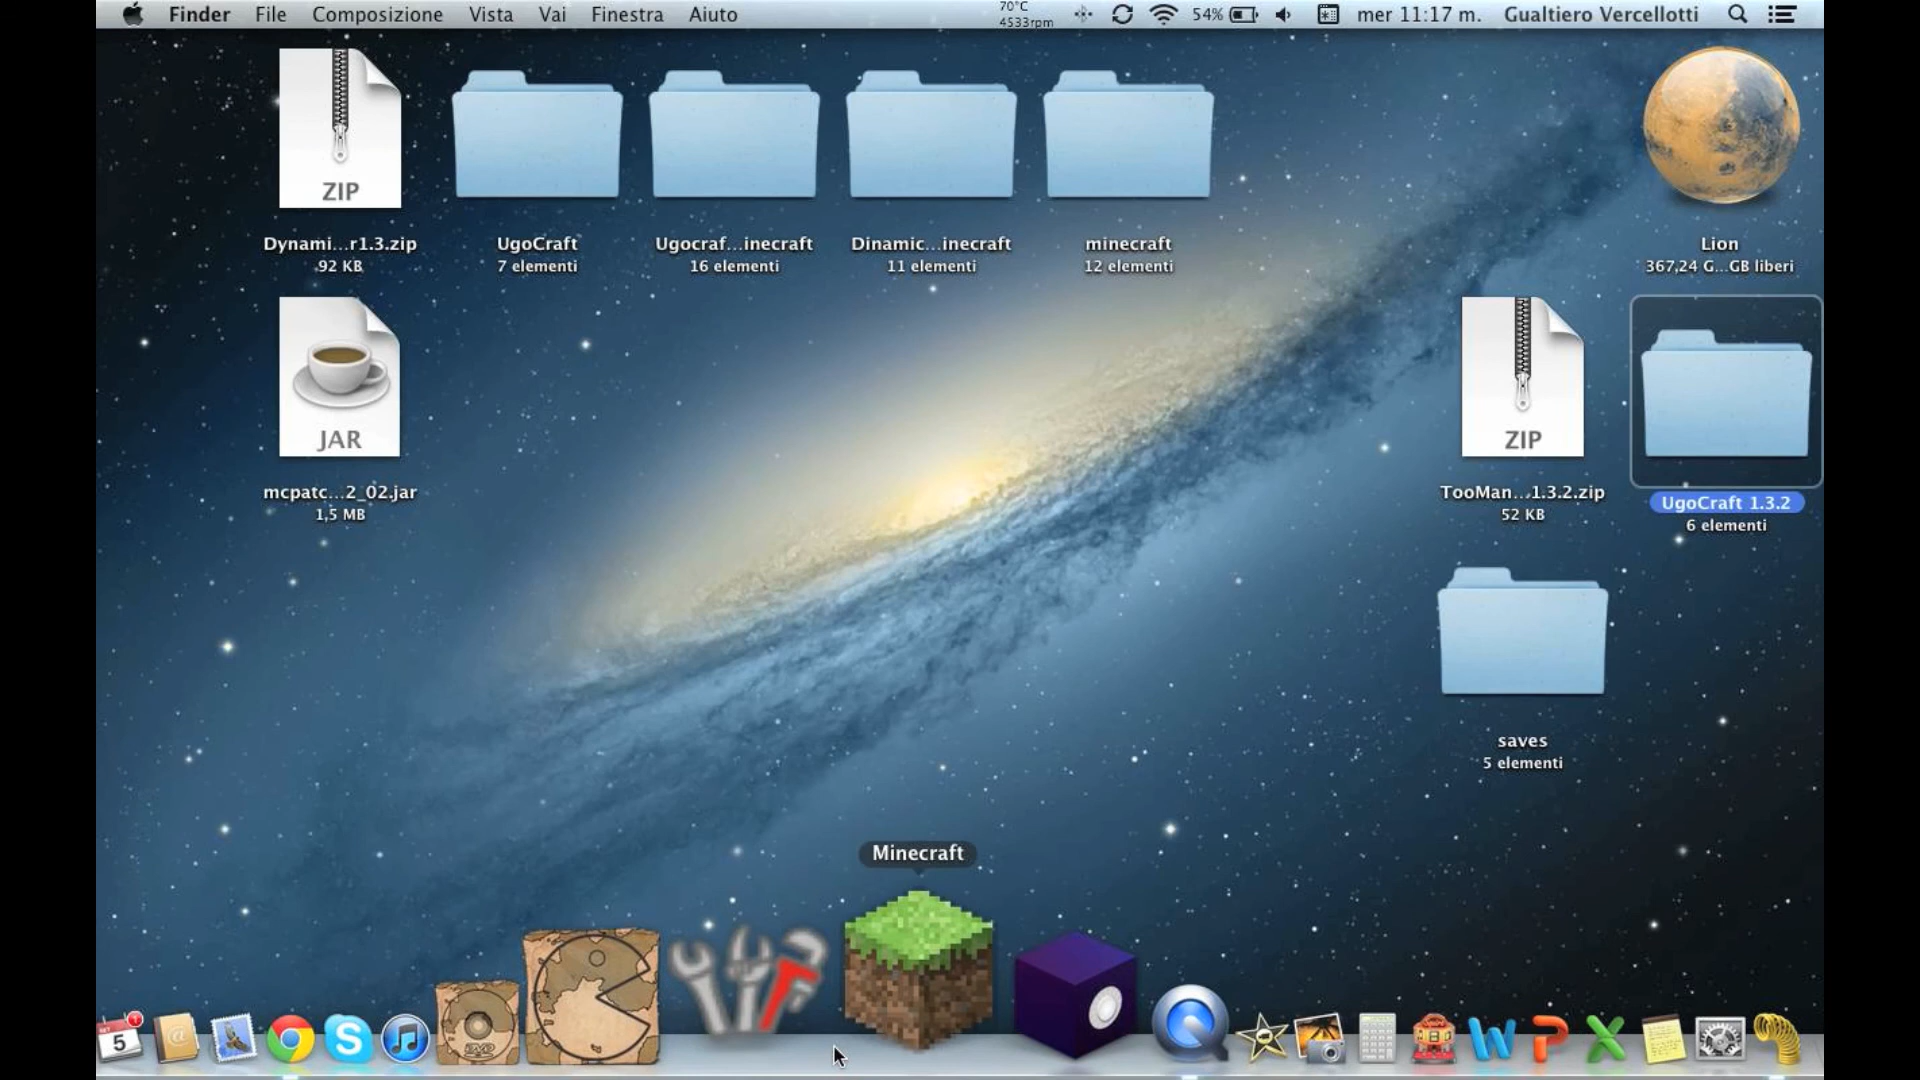 Finder File Composizione Vista Vai Finestra Aiuto
70°C
4533rpm
54%
mer 11:17 m. Gualtiero Vercellotti
ZIP
Dynami...r1.3.zip
92 KB
UgoCraft
7 elementi
Ugocraf...inecraft
16 elementi
Dinamic...inecraft
11 elementi
minecraft
12 elementi
Lion
367,24 G...GB liberi
JAR
mcpatc...2_02.jar
1,5 MB
ZIP
TooMan...1.3.2.zip
52 KB
UgoCraft 1.3.2
6 elementi
saves
5 elementi
Minecraft
5
1
DVD